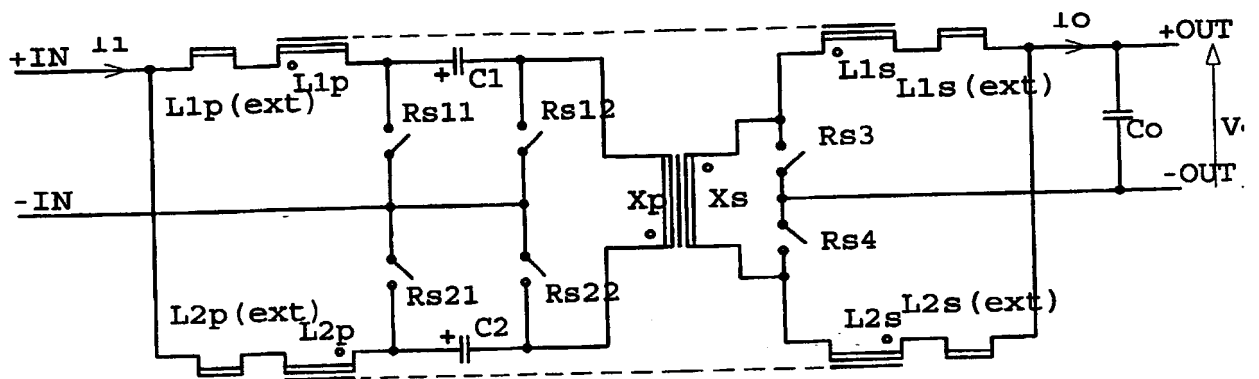 I1
Io
+IN
+OUT
L1p
C1
L1s
L1p(ext)
L1s(ext)
Rs11
Rs12
Co
Rs3
-IN
Xp
Xs
-OUT
Rs4
Rs21
Rs22
L2p(ext)
L2s(ext)
L2p
C2
L2s